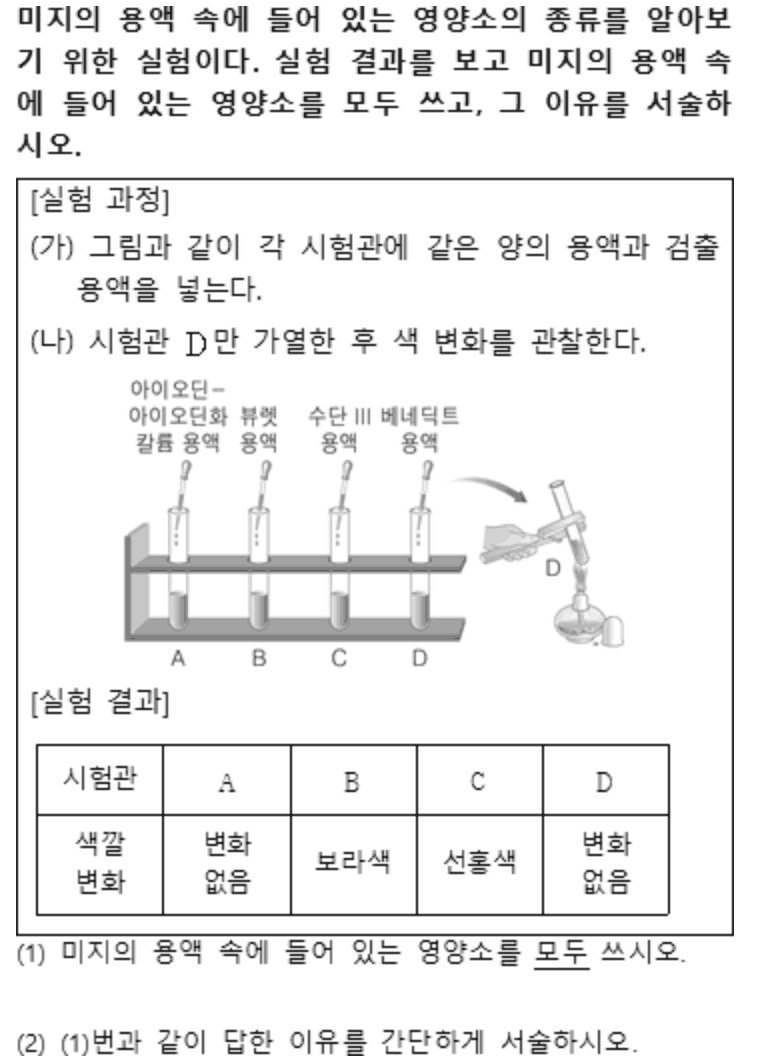 미지의 용액 속에 들어 있는 영양소의 종류를 알아보
기 위한 실험이다. 실험 결과를 보고 미지의 용액 속
에 들어 있는 영양소를 모두 쓰고, 그 이유를 서술하
시오.
[실험 과정]
(가) 그림과 같이 각 시험관에 같은 양의 용액과 검출
용액을 넣는다.
(나) 시험관 D만 가열한 후 색 변화를 관찰한다.
아이오딘-
아이오딘화 뷰렛 수단 III 베네딕트
칼륨 용액 용액 용액 용액
D
A B C D
[실험 결과]
시험관 A B C D
색깔 변화 변화
보라색 선홍색
변화 없음 없음
(1) 미지의 용액 속에 들어 있는 영양소를 모두 쓰시오.
(2) (1)번과 같이 답한 이유를 간단하게 서술하시오.